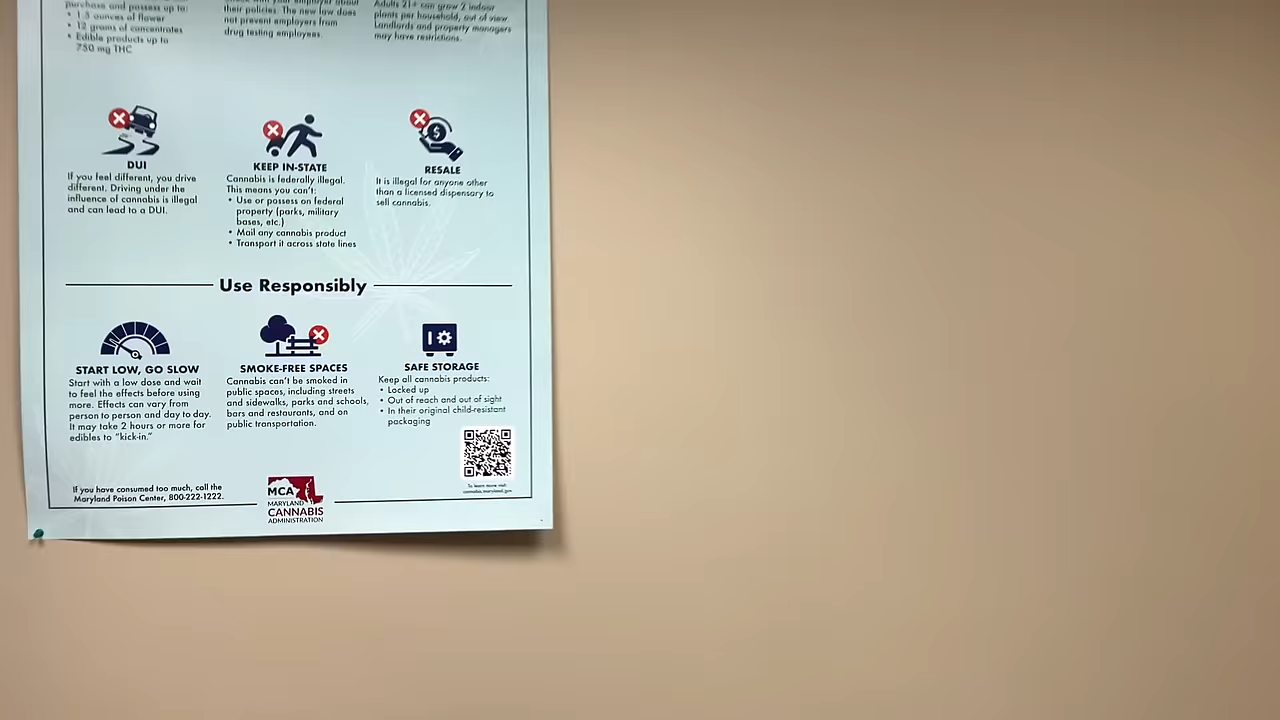 purchase and possess up to:
• 1.5 ounces of flower
• 12 grams of concentrates
• Edible products up to
750 mg THC
their policies. The new law does
not prevent employers from
drug testing employees.
Adults 21+ can grow 2 indoor
plants per household, out of view.
Landlords and property managers
may have restrictions.
DUI
If you feel different, you drive
different. Driving under the
influence of cannabis is illegal
and can lead to a DUI.
KEEP IN-STATE
Cannabis is federally illegal.
This means you can't:
• Use or possess on federal
property (parks, military
bases, etc.)
• Mail any cannabis product
• Transport it across state lines
RESALE
It is illegal for anyone other
than a licensed dispensary to
sell cannabis.
Use Responsibly
START LOW, GO SLOW
Start with a low dose and wait
to feel the effects before using
more. Effects can vary from
person to person and day to day.
It may take 2 hours or more for
edibles to "kick-in."
SMOKE-FREE SPACES
Cannabis can't be smoked in
public spaces, including streets
and sidewalks, parks and schools,
bars and restaurants, and on
public transportation.
SAFE STORAGE
Keep all cannabis products:
• Locked up
• Out of reach and out of sight
• In their original child-resistant
packaging
To learn more visit:
cannabis.maryland.gov
If you have consumed too much, call the
Maryland Poison Center, 800-222-1222.
MCA
MARYLAND
CANNABIS
ADMINISTRATION